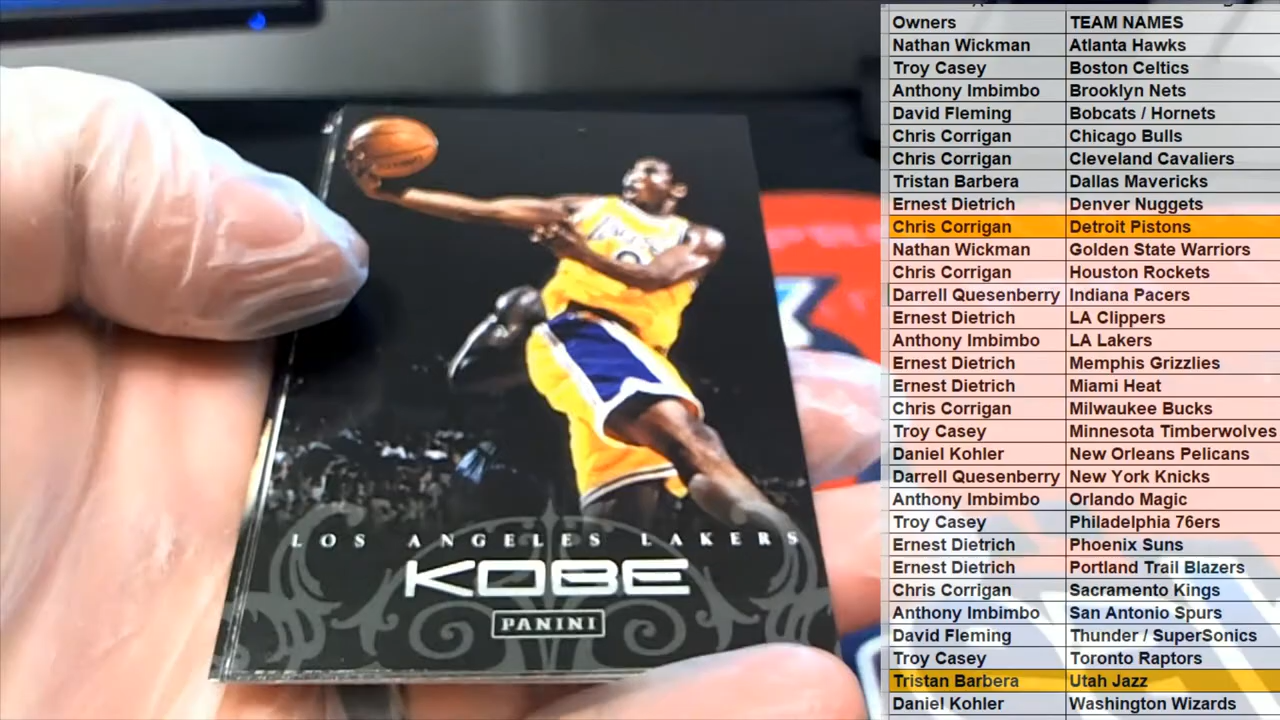 LOS ANGELES LAKERS
KOBE
PANINI
Owners TEAM NAMES
Nathan Wickman Atlanta Hawks
Troy Casey Boston Celtics
Anthony Imbimbo Brooklyn Nets
David Fleming Bobcats / Hornets
Chris Corrigan Chicago Bulls
Chris Corrigan Cleveland Cavaliers
Tristan Barbera Dallas Mavericks
Ernest Dietrich Denver Nuggets
Chris Corrigan Detroit Pistons
Nathan Wickman Golden State Warriors
Chris Corrigan Houston Rockets
Darrell Quesenberry Indiana Pacers
Ernest Dietrich LA Clippers
Anthony Imbimbo LA Lakers
Ernest Dietrich Memphis Grizzlies
Ernest Dietrich Miami Heat
Chris Corrigan Milwaukee Bucks
Troy Casey Minnesota Timberwolves
Daniel Kohler New Orleans Pelicans
Darrell Quesenberry New York Knicks
Anthony Imbimbo Orlando Magic
Troy Casey Philadelphia 76ers
Ernest Dietrich Phoenix Suns
Ernest Dietrich Portland Trail Blazers
Chris Corrigan Sacramento Kings
Anthony Imbimbo San Antonio Spurs
David Fleming Thunder / SuperSonics
Troy Casey Toronto Raptors
Tristan Barbera Utah Jazz
Daniel Kohler Washington Wizards